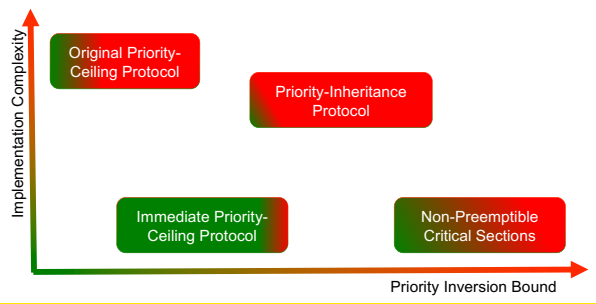 Implementation Complexity
Original Priority-
Ceiling Protocol
Priority-Inheritance
Protocol
Immediate Priority-
Ceiling Protocol
Non-Preemptible
Critical Sections
Priority Inversion Bound